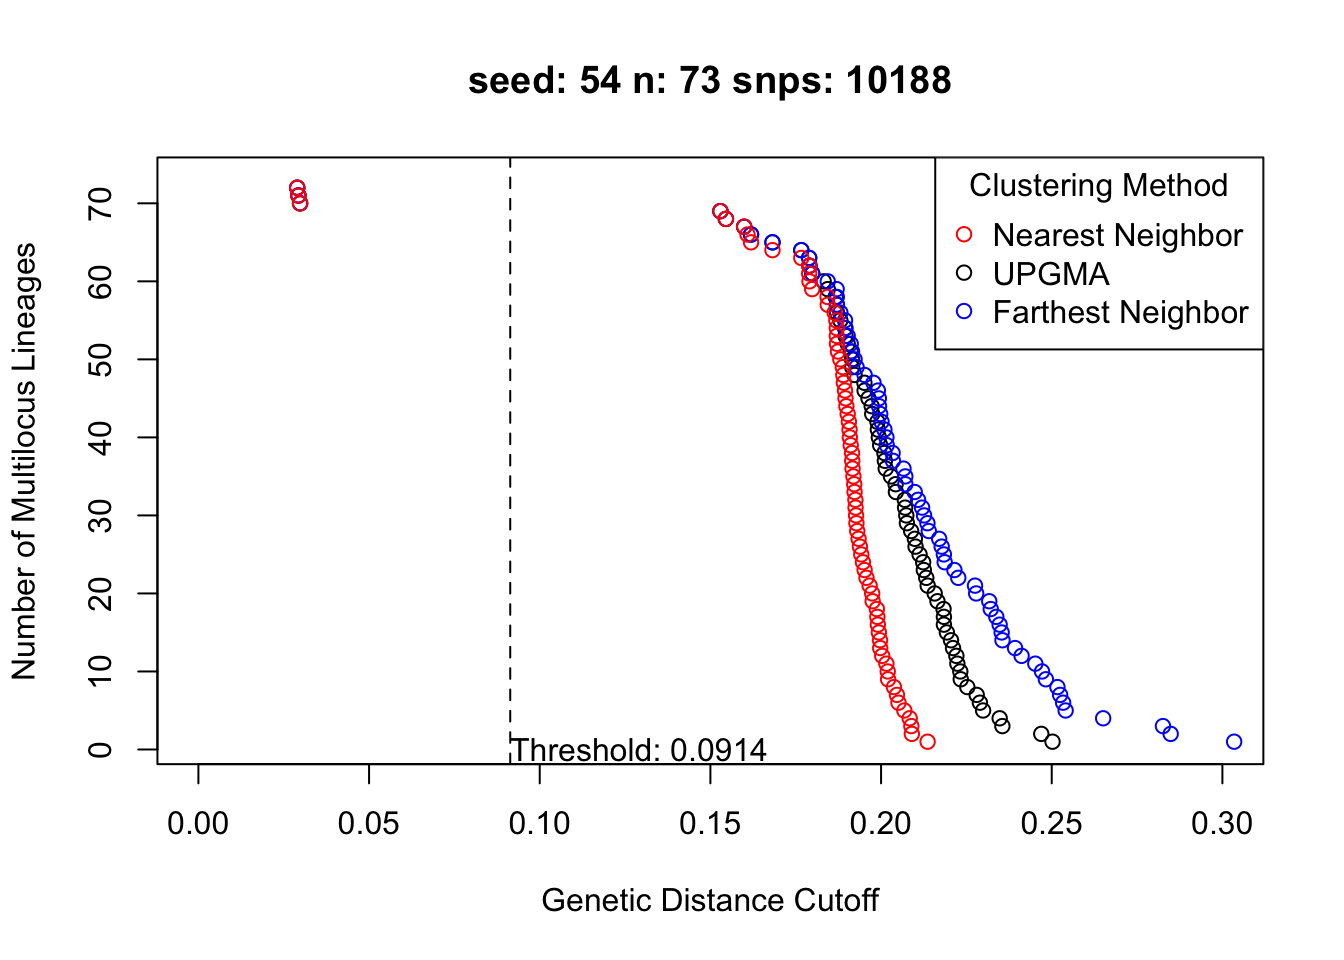 seed: 54 n: 73 snps: 10188
Clustering Method
Nearest Neighbor
UPGMA
Farthest Neighbor
Number of Multilocus Lineages
70
60
50
40
30
20
10
0
Threshold: 0.0914
0.00 0.05 0.10 0.15 0.20 0.25 0.30
Genetic Distance Cutoff